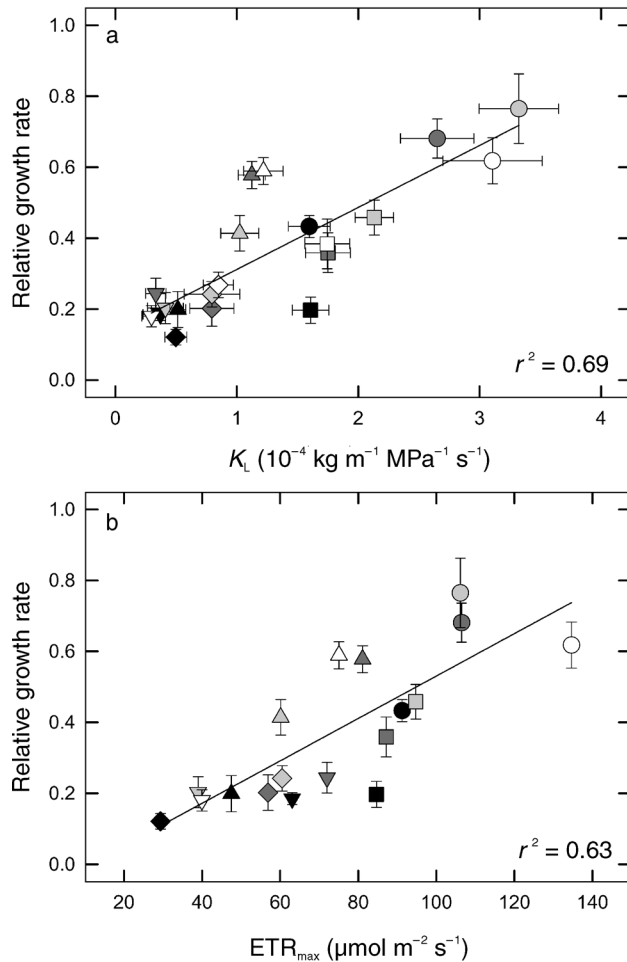 a
1.0
0.8
0.6
0.4
0.2
0.0
Relative growth rate
r² = 0.69
0 1 2 3 4
K_L (10⁻⁴ kg m⁻¹ MPa⁻¹ s⁻¹)
b
1.0
0.8
0.6
0.4
0.2
0.0
Relative growth rate
r² = 0.63
20 40 60 80 100 120 140
ETR_max (μmol m⁻² s⁻¹)